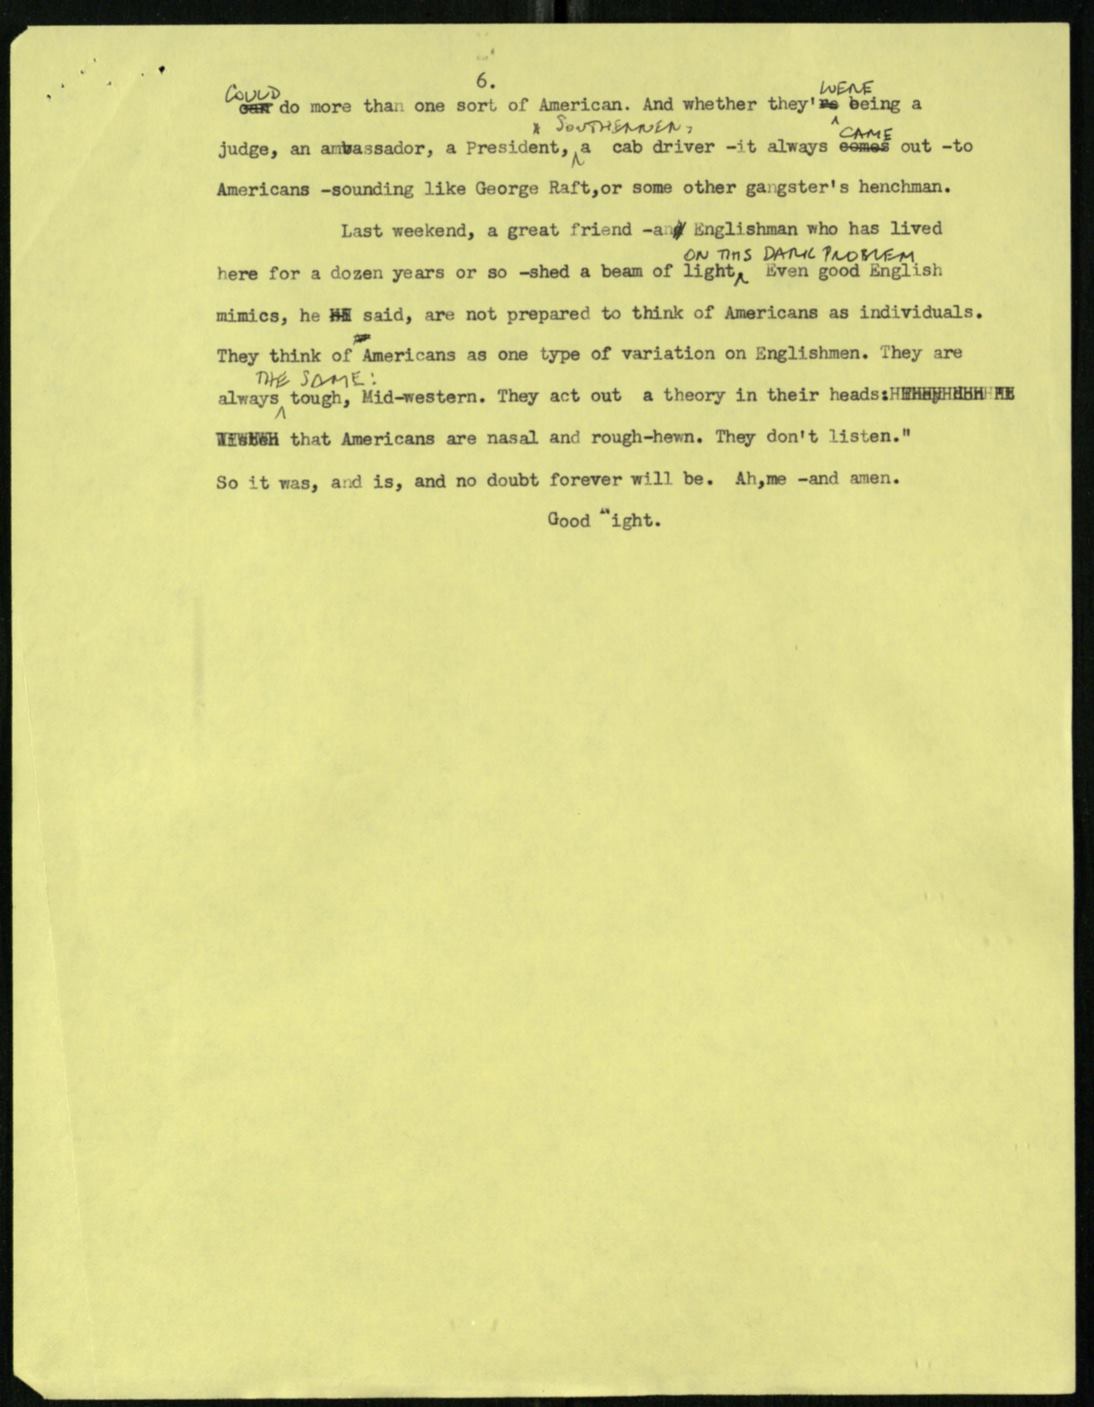 6.
COULD WERE
can do more than one sort of American. And whether they're being a
a SOUTHERNER, CAME
judge, an ambassador, a President, a cab driver -it always comes out -to
Americans -sounding like George Raft,or some other gangster's henchman.
Last weekend, a great friend -an Englishman who has lived
ON THIS DARK PROBLEM
here for a dozen years or so -shed a beam of light. Even good English
mimics, he said, are not prepared to think of Americans as individuals.
They think of Americans as one type of variation on Englishmen. They are
THE SAME:
always tough, Mid-western. They act out a theory in their heads:
that Americans are nasal and rough-hewn. They don't listen."
So it was, and is, and no doubt forever will be. Ah,me -and amen.
Good Night.